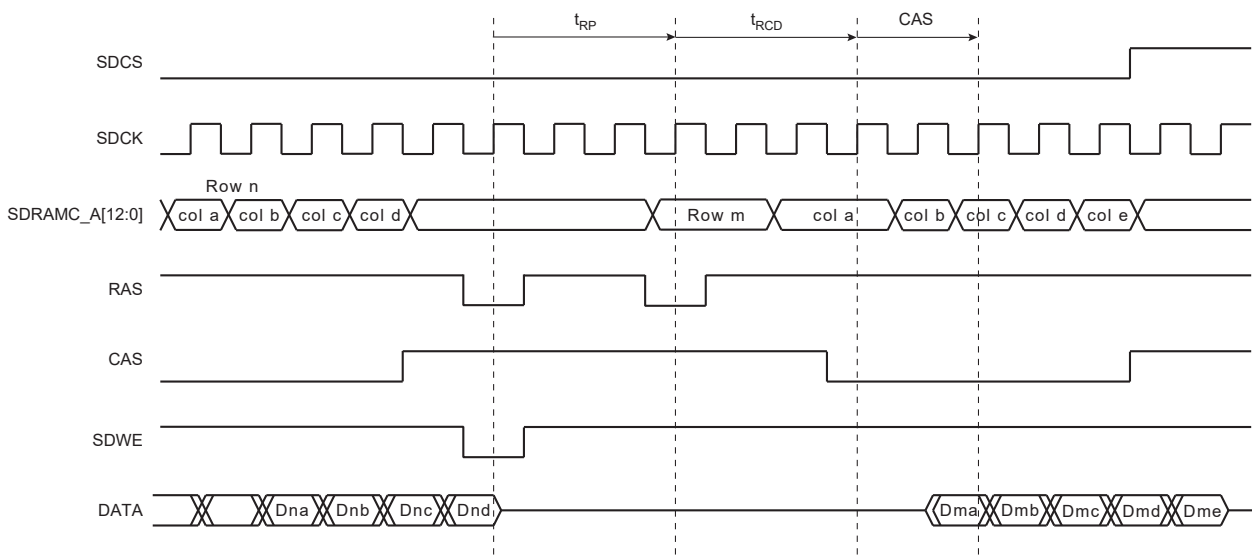 tRP tRCD CAS
SDCS
SDCK
Row n
SDRAMC_A[12:0] col a col b col c col d Row m col a col b col c col d col e
RAS
CAS
SDWE
DATA Dna Dnb Dnc Dnd Dma Dmb Dmc Dmd Dme